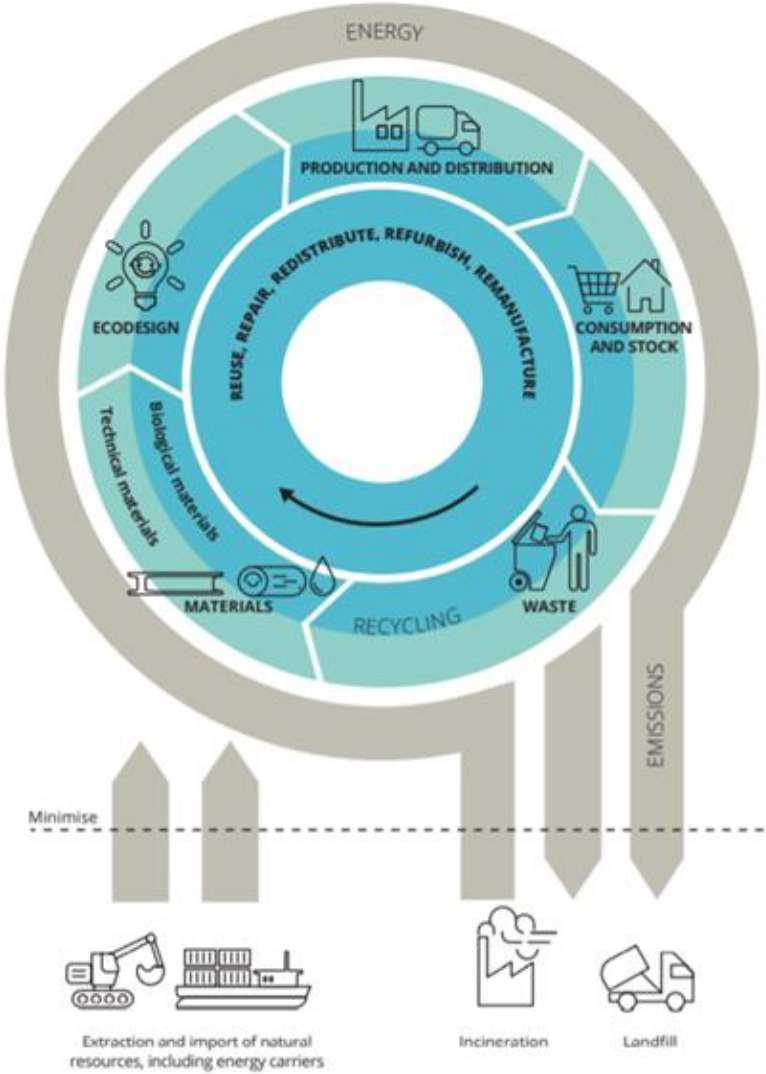 ENERGY
PRODUCTION AND DISTRIBUTION
REUSE, REPAIR, REDISTRIBUTE, REFURBISH, REMANUFACTURE
ECODESIGN
CONSUMPTION
AND STOCK
Technical materials
Biological materials
MATERIALS
RECYCLING
WASTE
EMISSIONS
Minimise
Extraction and import of natural
resources, including energy carriers
Incineration
Landfill